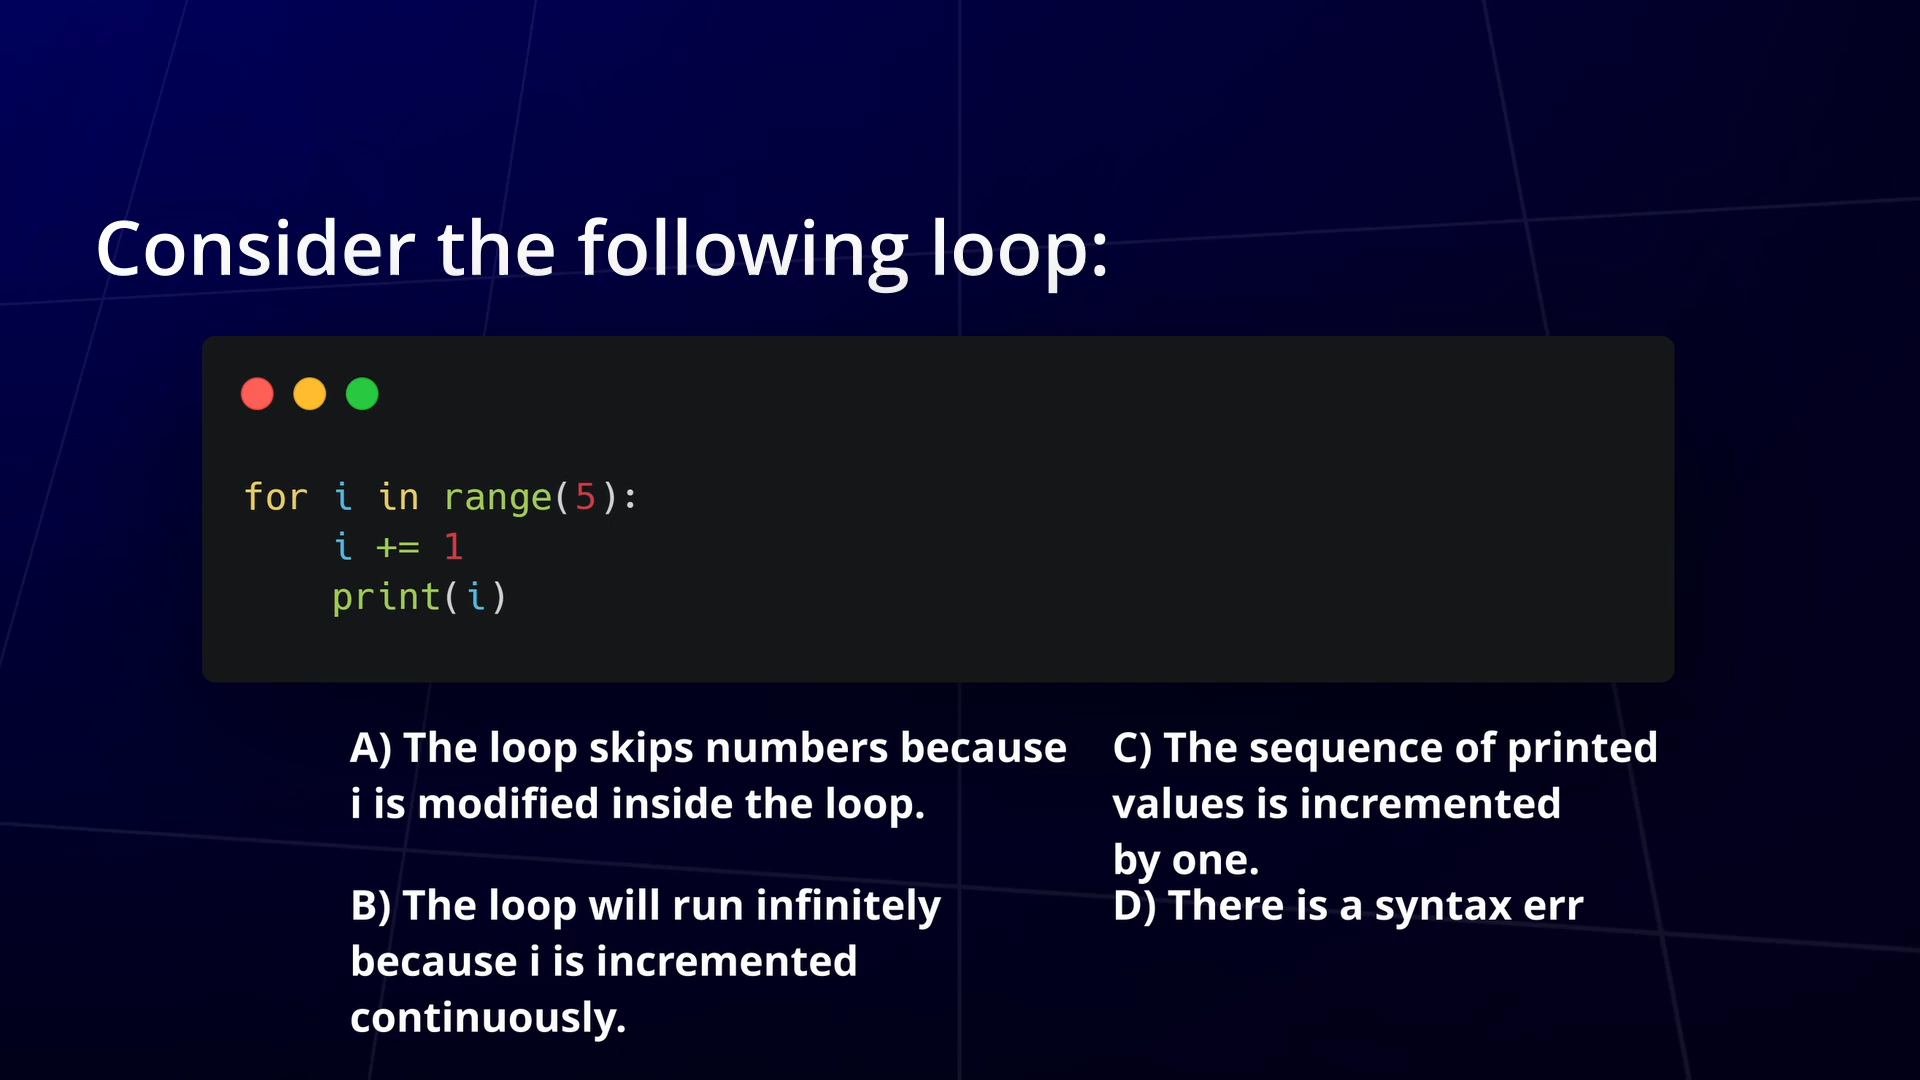 Consider the following loop:
for i in range(5):
    i += 1
    print(i)
A) The loop skips numbers because
i is modified inside the loop.
B) The loop will run infinitely
because i is incremented
continuously.
C) The sequence of printed
values is incremented
by one.
D) There is a syntax err